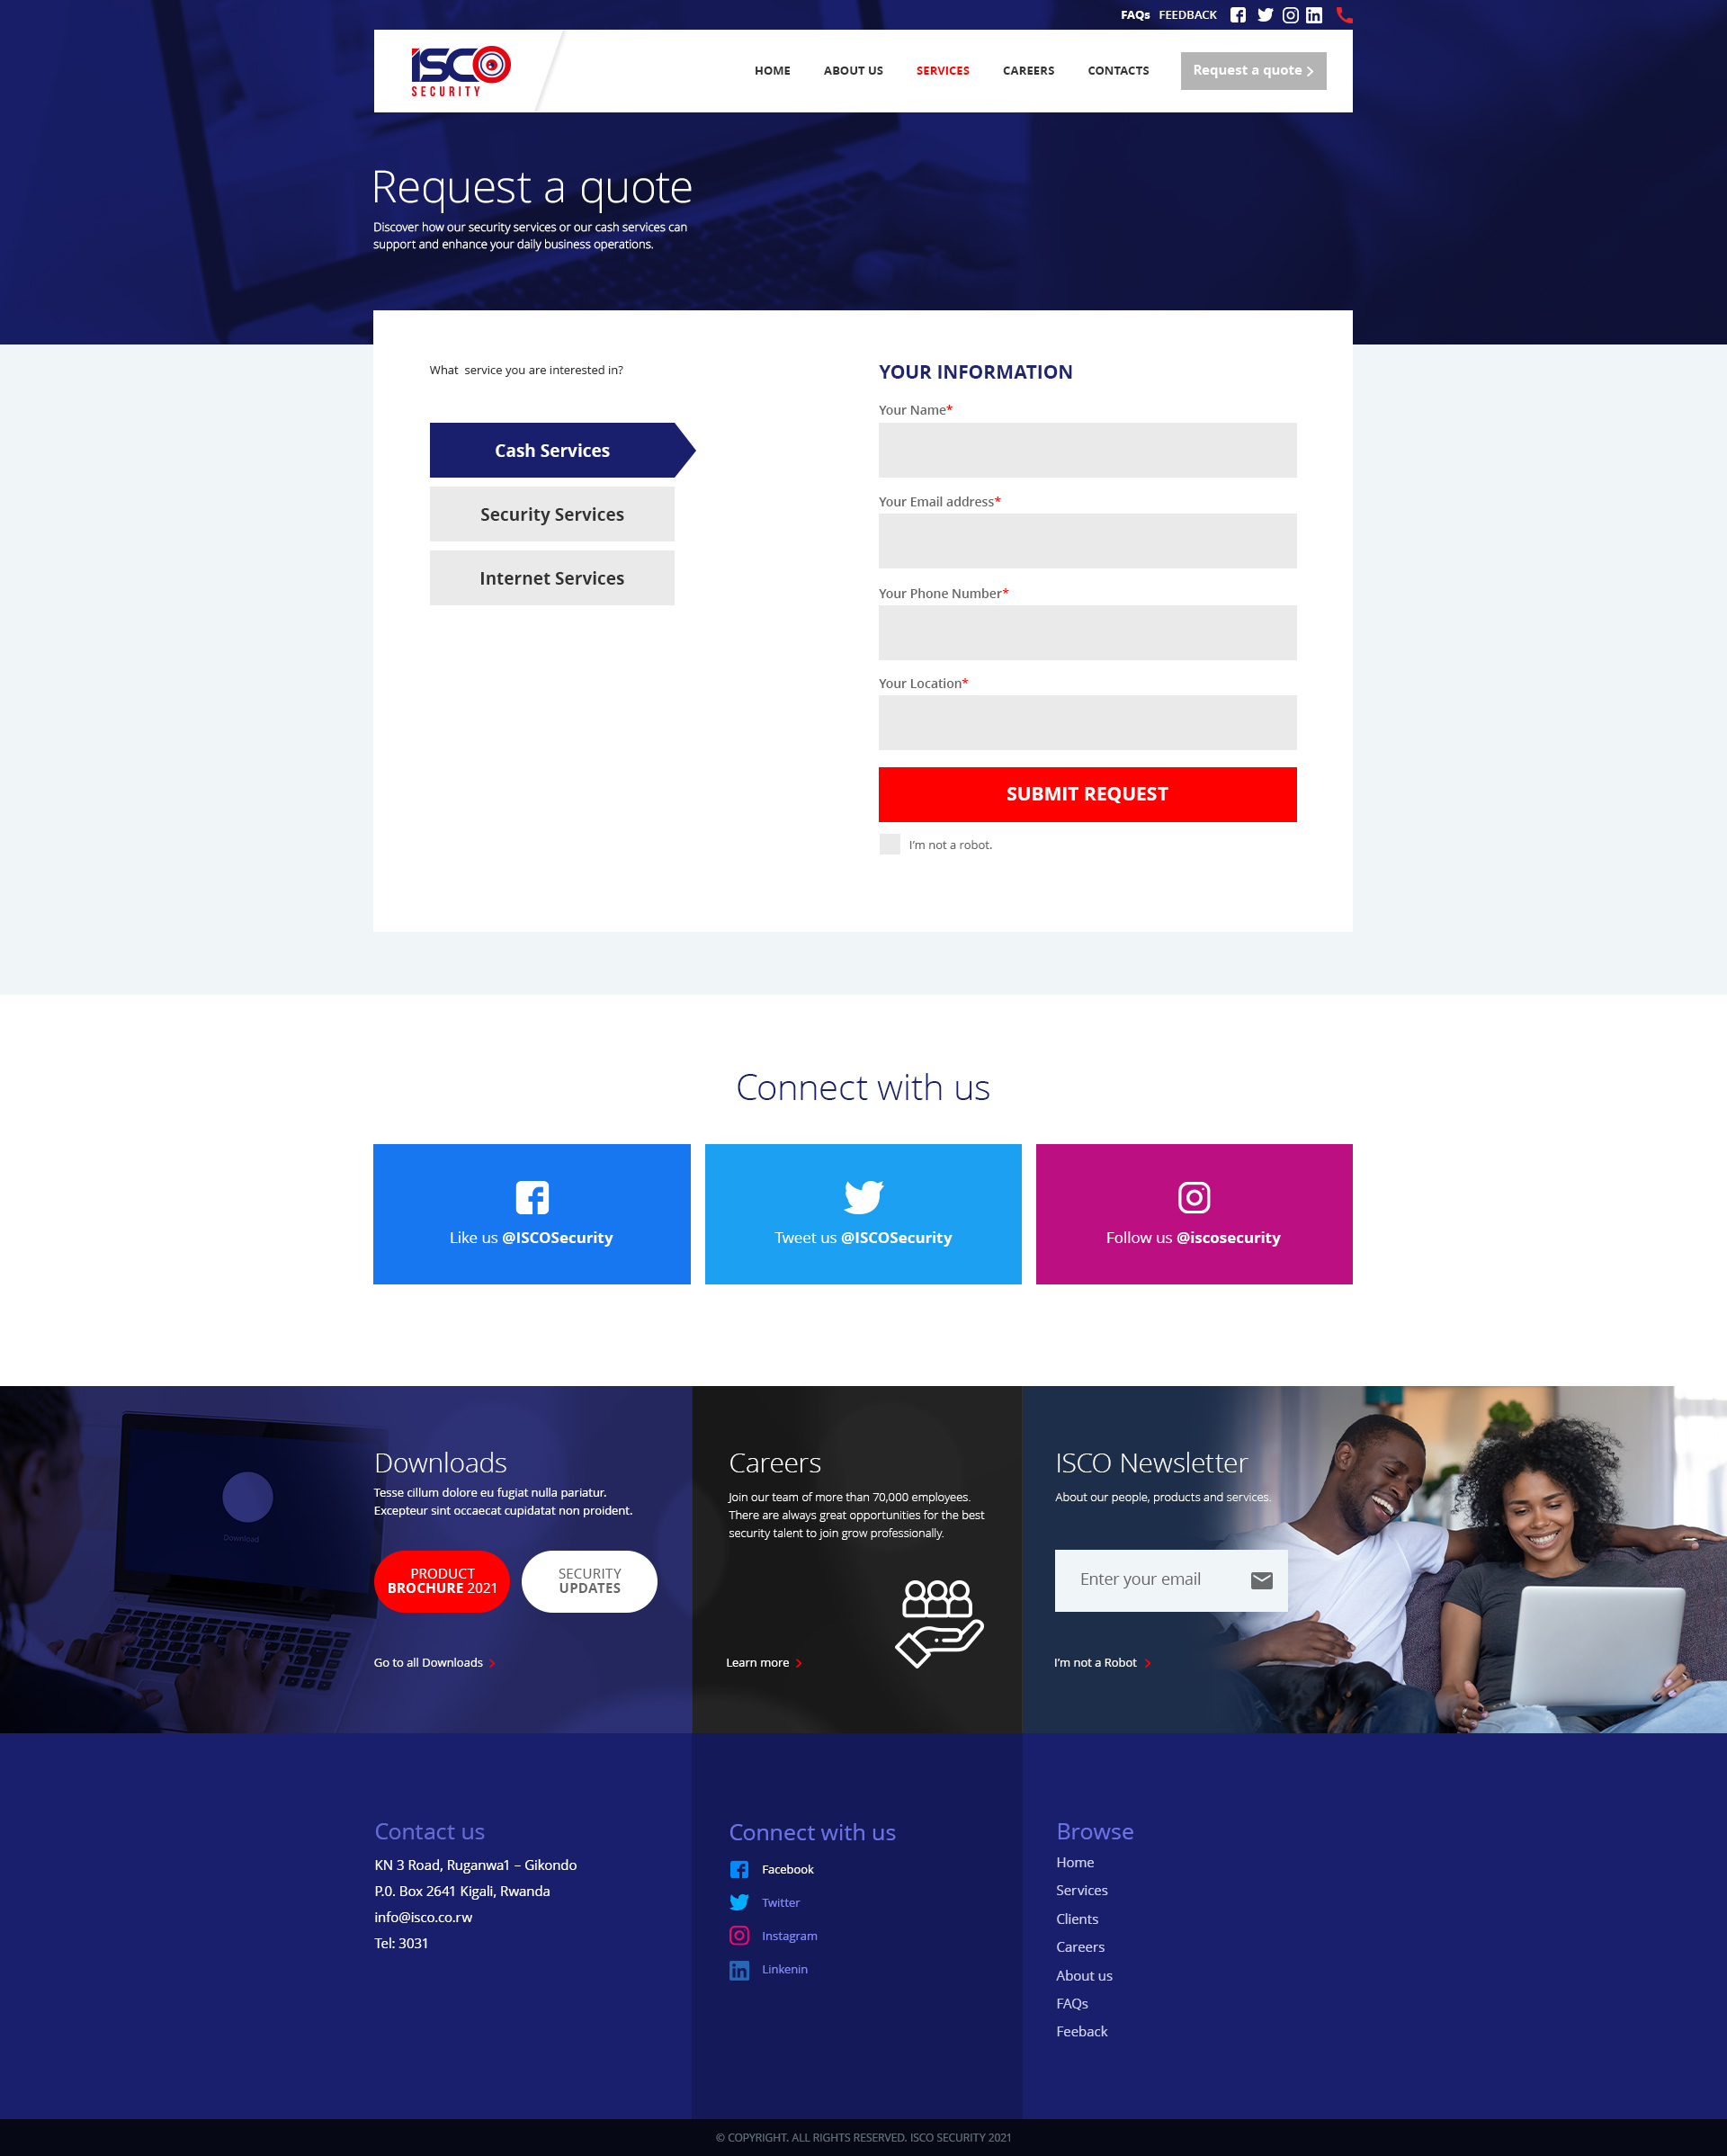 FAQs FEEDBACK
ISCO
SECURITY
HOME ABOUT US SERVICES CAREERS CONTACTS Request a quote
Request a quote
Discover how our security services or our cash services can
support and enhance your daily business operations.
What service you are interested in?
Cash Services
Security Services
Internet Services
YOUR INFORMATION
Your Name*
Your Email address*
Your Phone Number*
Your Location*
SUBMIT REQUEST
I'm not a robot.
Connect with us
Like us @ISCOSecurity
Tweet us @ISCOSecurity
Follow us @iscosecurity
Download
Downloads
Tesse cillum dolore eu fugiat nulla pariatur.
Excepteur sint occaecat cupidatat non proident.
PRODUCT
BROCHURE 2021
SECURITY
UPDATES
Go to all Downloads
Careers
Join our team of more than 70,000 employees.
There are always great opportunities for the best
security talent to join grow professionally.
Learn more
ISCO Newsletter
About our people, products and services.
Enter your email
I'm not a Robot
Contact us
KN 3 Road, Ruganwa1 – Gikondo
P.0. Box 2641 Kigali, Rwanda
info@isco.co.rw
Tel: 3031
Connect with us
Facebook
Twitter
Instagram
Linkenin
Browse
Home
Services
Clients
Careers
About us
FAQs
Feeback
© COPYRIGHT. ALL RIGHTS RESERVED. ISCO SECURITY 2021